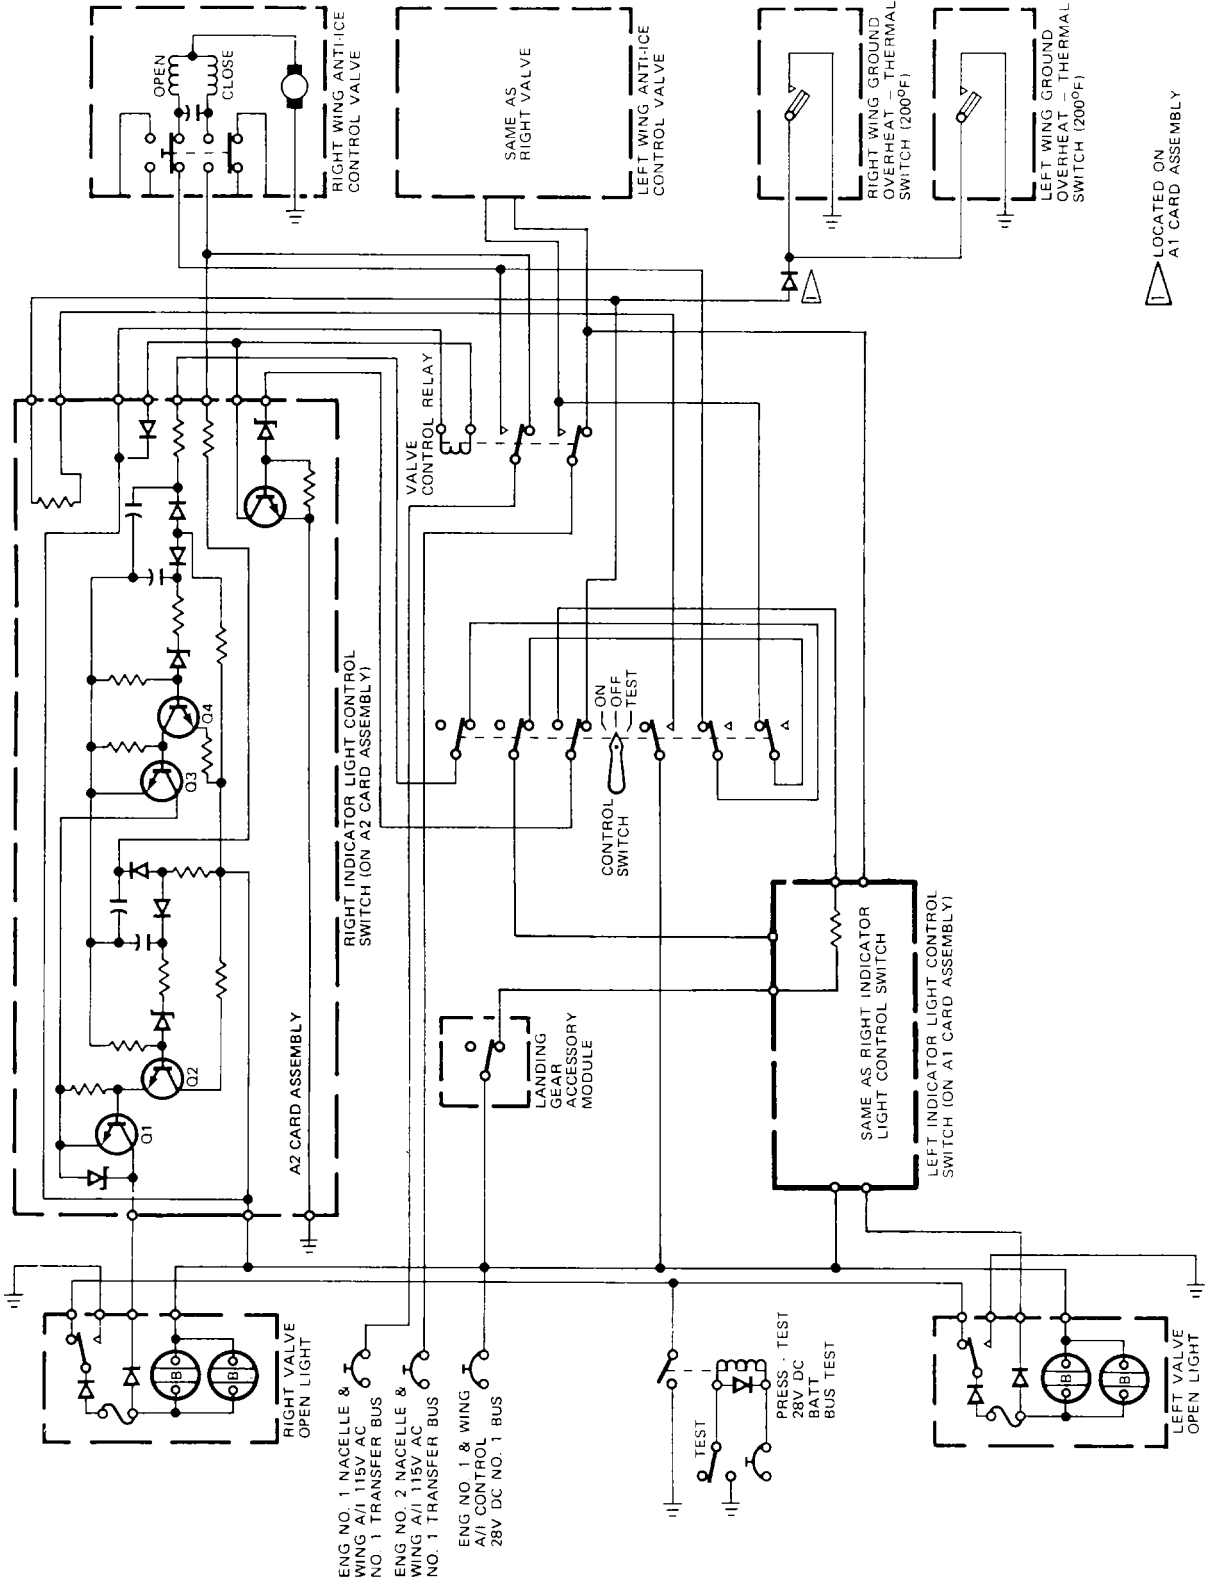 OPEN
CLOSE
RIGHT WING ANTI-ICE
CONTROL VALVE
SAME AS
RIGHT VALVE
LEFT WING ANTI-ICE
CONTROL VALVE
RIGHT WING GROUND
OVERHEAT – THERMAL
SWITCH (200°F)
LEFT WING GROUND
OVERHEAT – THERMAL
SWITCH (200°F)
1
1 LOCATED ON
A1 CARD ASSEMBLY
VALVE
CONTROL RELAY
Q4
Q3
Q2
Q1
A2 CARD ASSEMBLY
RIGHT INDICATOR LIGHT CONTROL
SWITCH (ON A2 CARD ASSEMBLY)
ON
OFF
TEST
CONTROL
SWITCH
LANDING
GEAR
ACCESSORY
MODULE
SAME AS RIGHT INDICATOR
LIGHT CONTROL SWITCH
LEFT INDICATOR LIGHT CONTROL
SWITCH (ON A1 CARD ASSEMBLY)
B
B
RIGHT VALVE
OPEN LIGHT
ENG NO. 1 NACELLE &
WING A/I 115V AC
NO. 1 TRANSFER BUS
ENG NO. 2 NACELLE &
WING A/I 115V AC
NO. 1 TRANSFER BUS
ENG NO. 1 & WING
A/I CONTROL
28V DC NO. 1 BUS
TEST
PRESS - TEST
28V DC
BATT
BUS TEST
B
B
LEFT VALVE
OPEN LIGHT